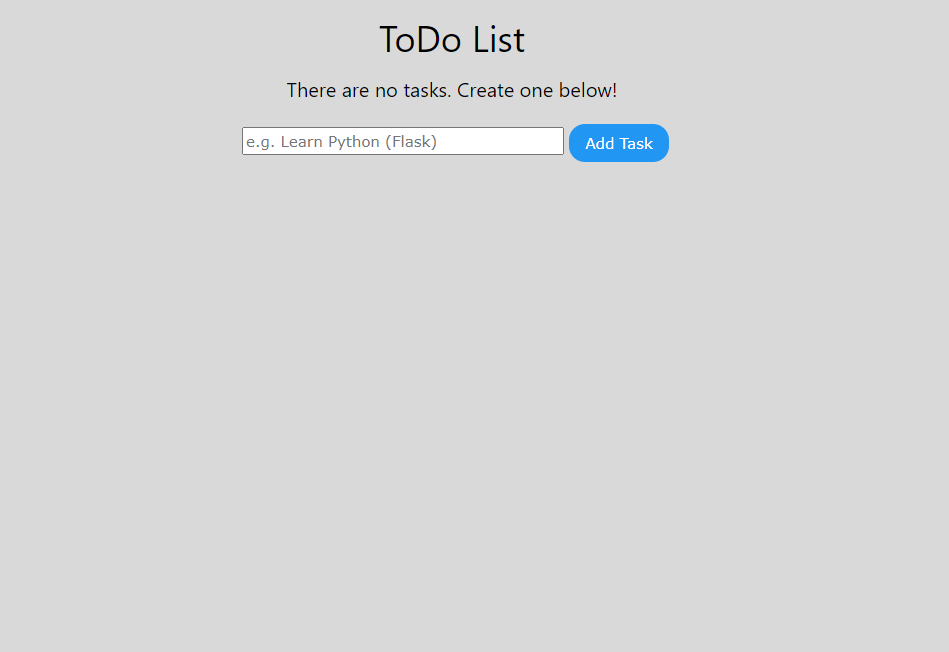 ToDo List
There are no tasks. Create one below!
e.g. Learn Python (Flask) Add Task